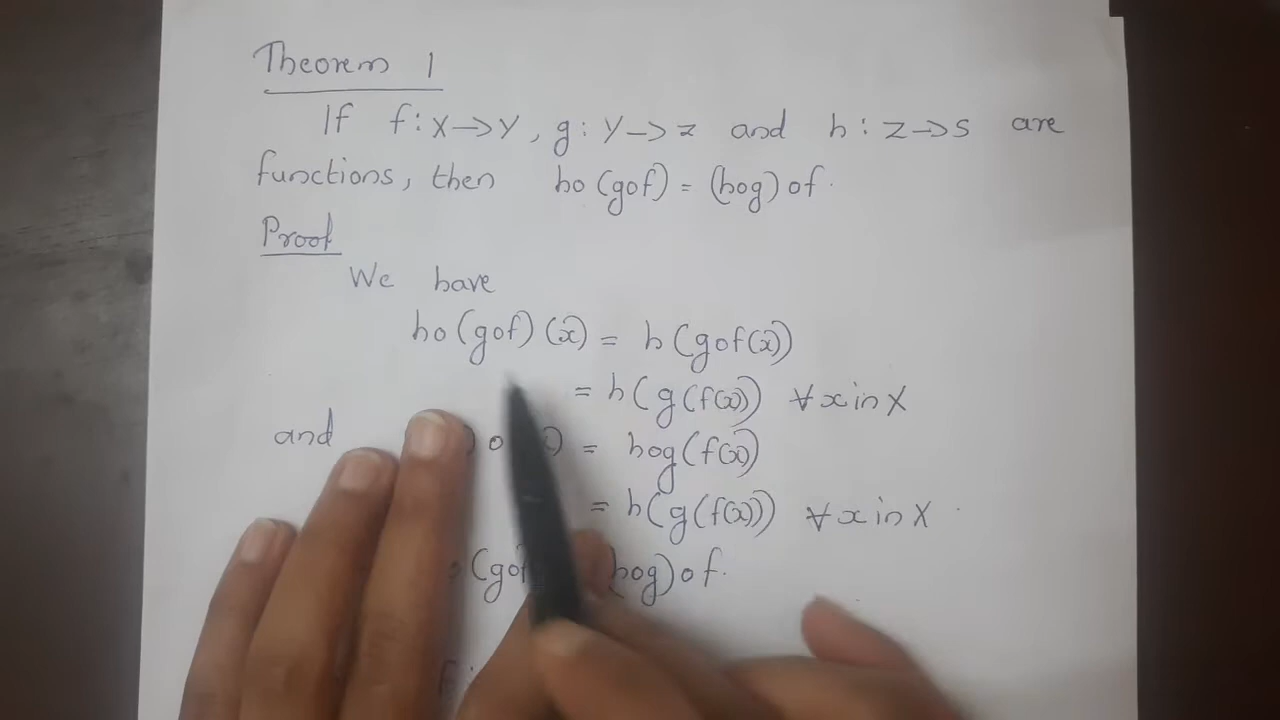 Theorem 1
If f : X → Y, g : Y → Z and h : Z → S are
functions, then ho(gof) = (hog)of.
Proof
We have
ho(gof)(x) = h(gof(x))
= h(g(f(x)) ∀ x in X
and ) o = hog(f(x))
= h(g(f(x))) ∀ x in X
(gof (hog)of.